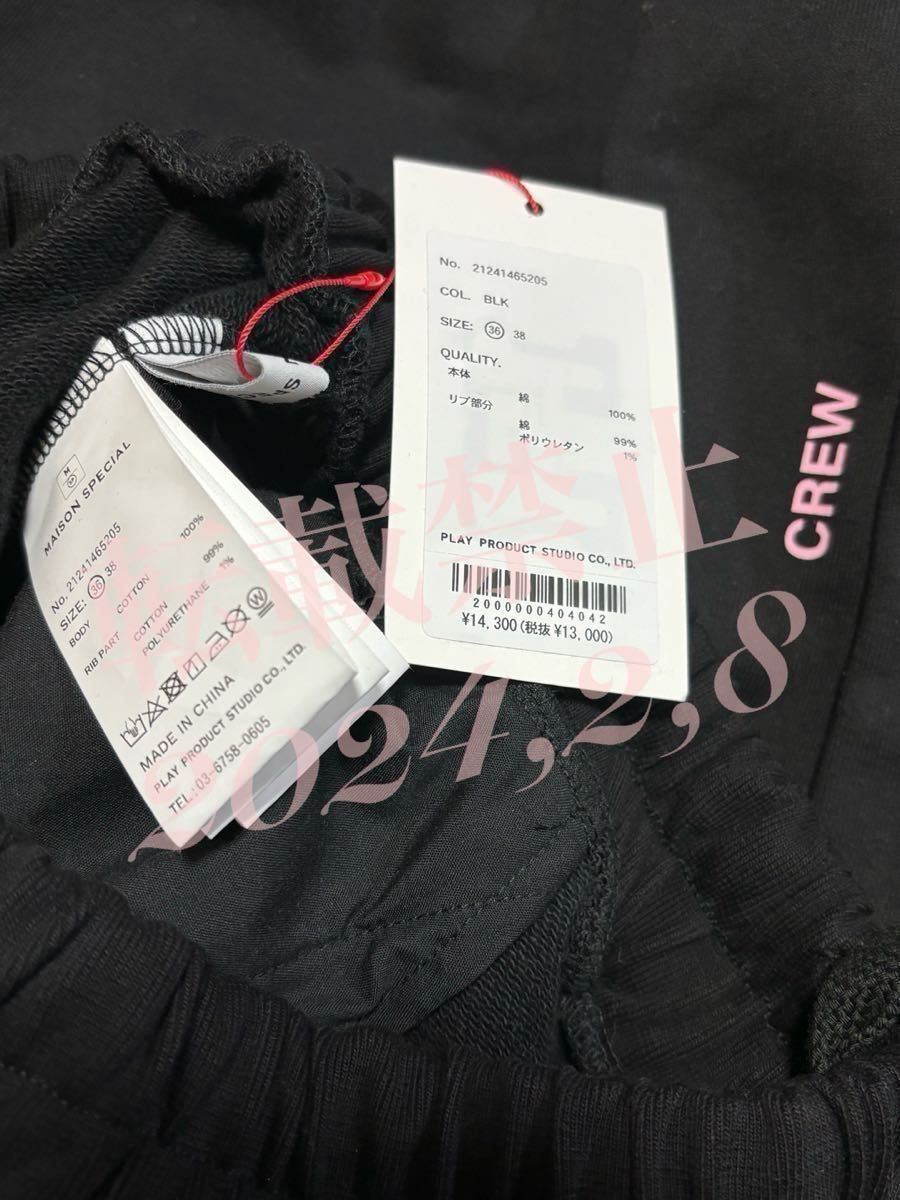 No. 21241465205
COL. BLK
SIZE: 36 38
QUALITY.
本体
綿 100%
リブ部分
綿 99%
ポリウレタン 1%
PLAY PRODUCT STUDIO CO., LTD.
2000000404042
¥14,300(税抜 ¥13,000)
CREW
M
SP
MAISON SPECIAL
No. 21241465205
SIZE: 36 38
BODY COTTON 100%
RIB PART COTTON 99%
POLYURETHANE 1%
MADE IN CHINA
PLAY PRODUCT STUDIO CO., LTD.
TEL:03-6758-0605
転載禁止
2024,2,8